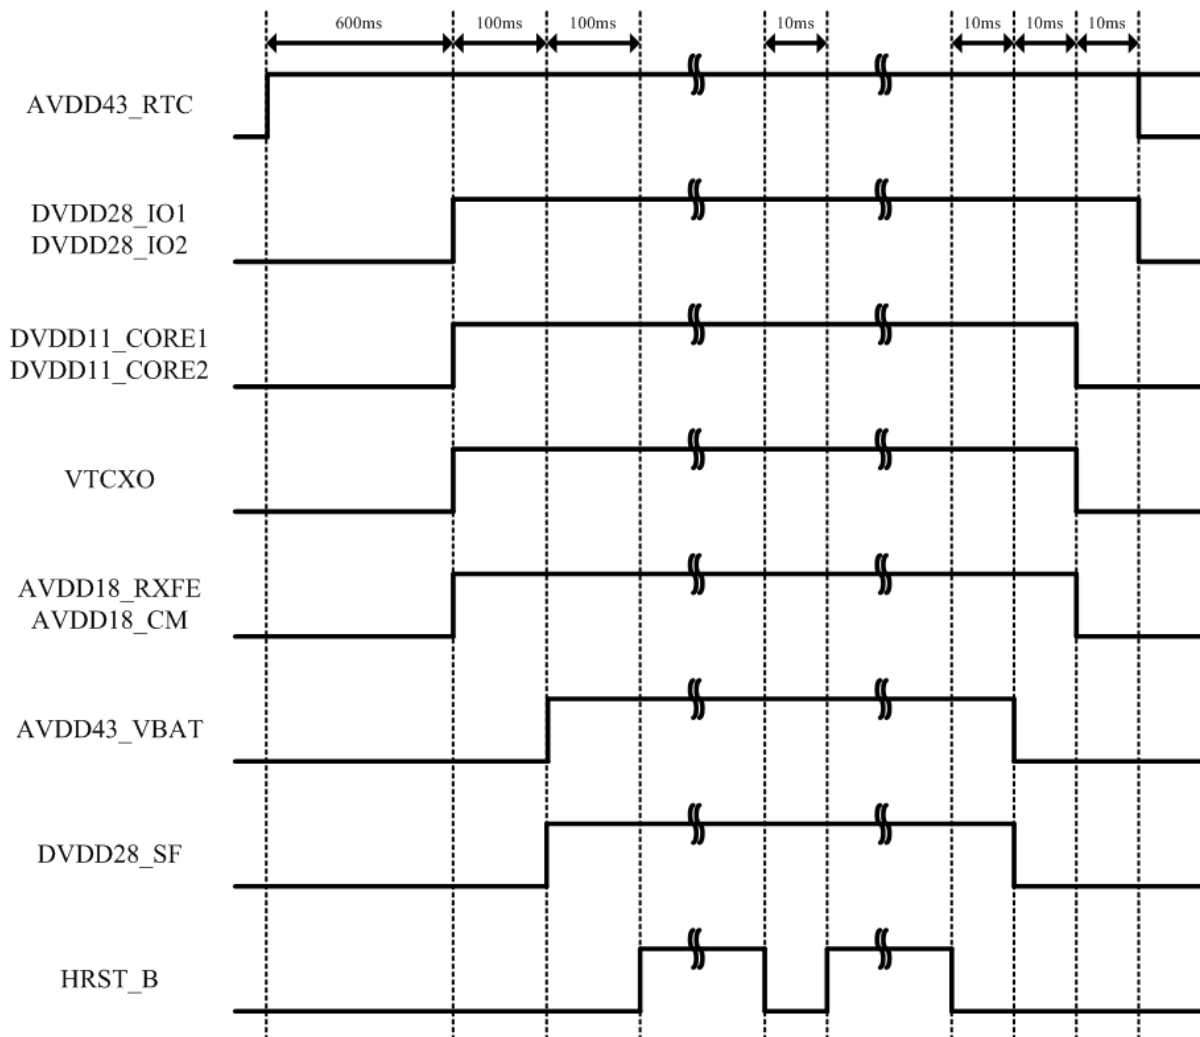 600ms 100ms 100ms 10ms 10ms 10ms 10ms
AVDD43_RTC
DVDD28_IO1
DVDD28_IO2
DVDD11_CORE1
DVDD11_CORE2
VTCXO
AVDD18_RXFE
AVDD18_CM
AVDD43_VBAT
DVDD28_SF
HRST_B